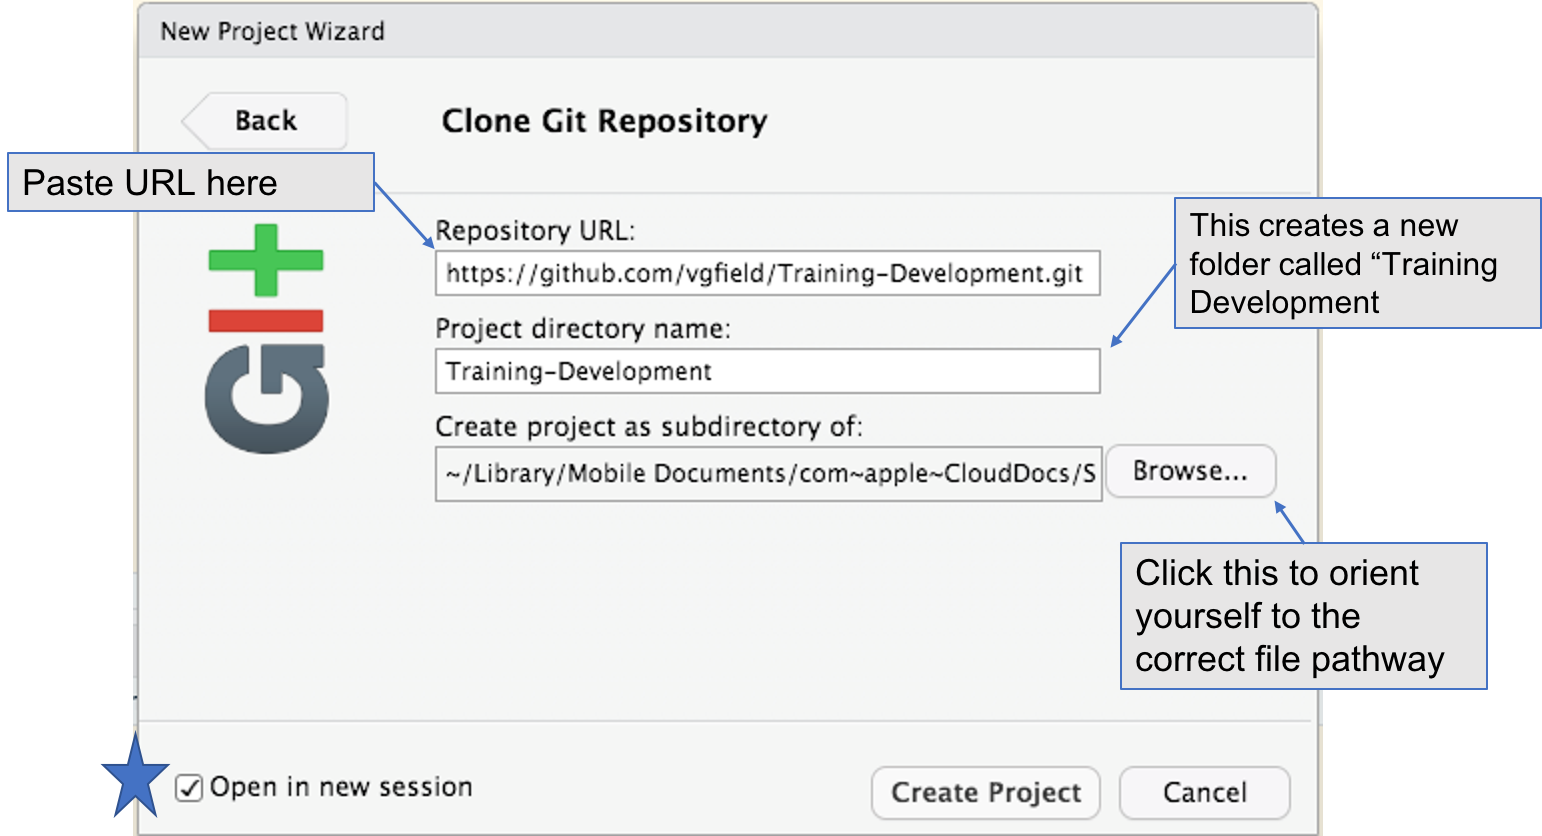 New Project Wizard
Back
Clone Git Repository
Paste URL here
Repository URL:
https://github.com/vgfield/Training-Development.git
This creates a new
folder called “Training
Development
Project directory name:
Training-Development
GIT
Create project as subdirectory of:
~/Library/Mobile Documents/com~apple~CloudDocs/S
Browse...
Click this to orient
yourself to the
correct file pathway
Open in new session
Create Project
Cancel